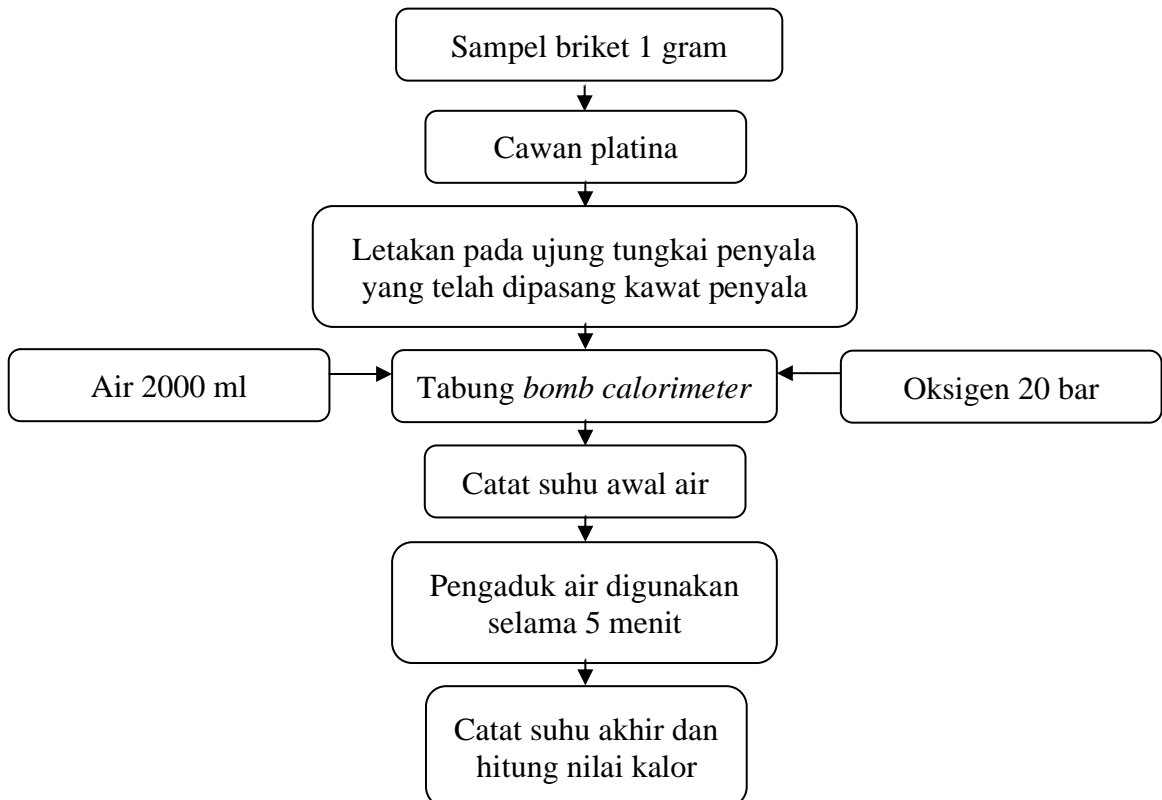 Sampel briket 1 gram
Cawan platina
Letakan pada ujung tungkai penyala
yang telah dipasang kawat penyala
Air 2000 ml
Tabung bomb calorimeter
Oksigen 20 bar
Catat suhu awal air
Pengaduk air digunakan
selama 5 menit
Catat suhu akhir dan
hitung nilai kalor